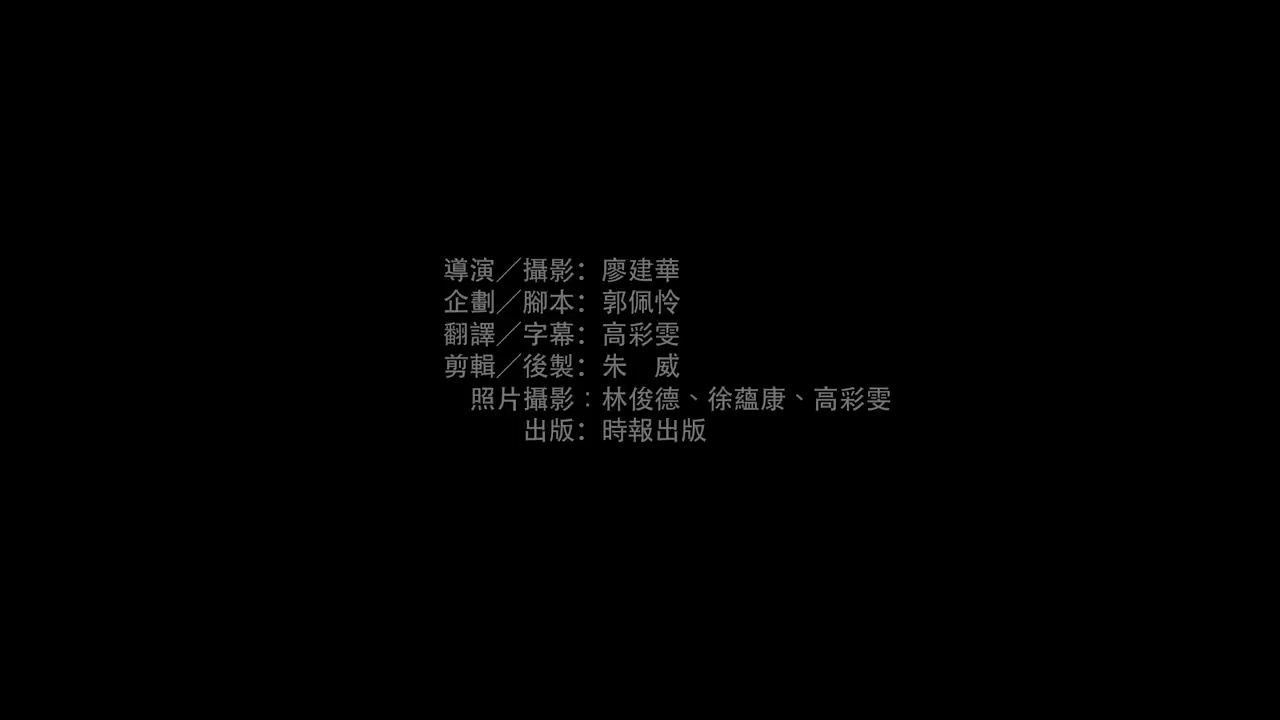 導演／攝影：廖建華
企劃／腳本：郭佩怜
翻譯／字幕：高彩雯
剪輯／後製：朱　威
照片攝影：林俊德、徐蘊康、高彩雯
出版：時報出版